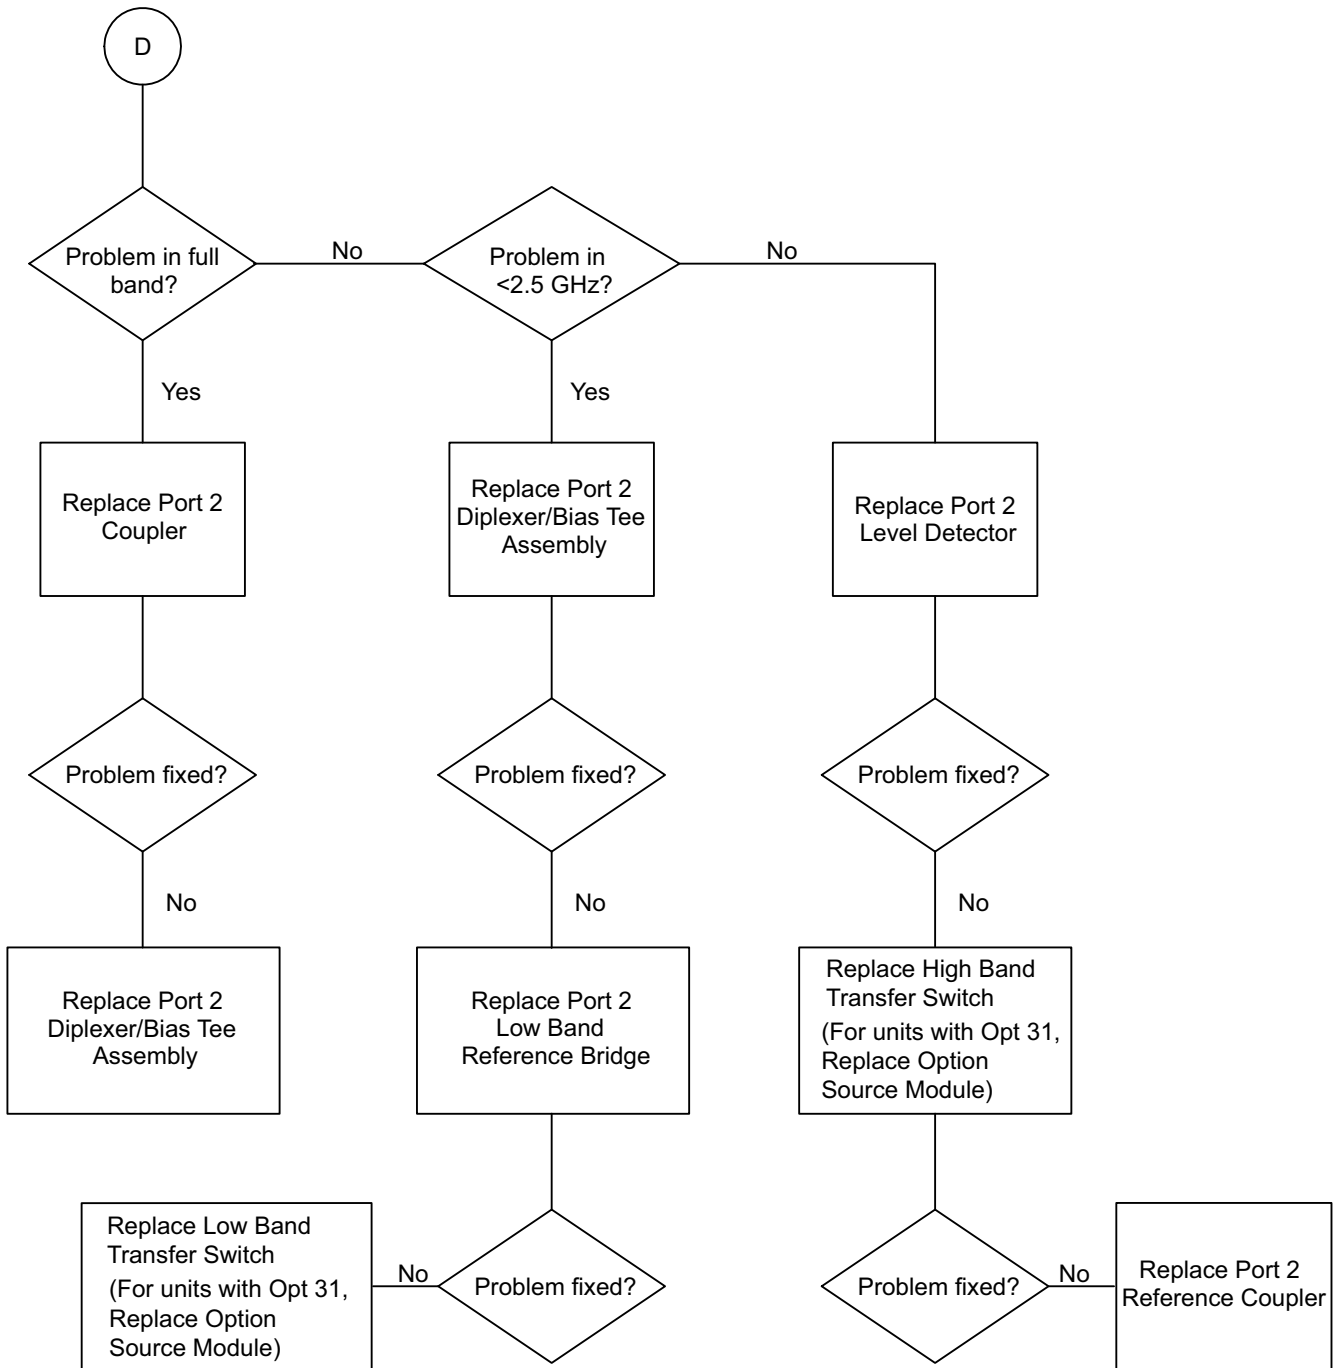 D
Problem in full
band?
No
Problem in
<2.5 GHz?
No
Yes
Yes
Replace Port 2
Coupler
Replace Port 2
Diplexer/Bias Tee
Assembly
Replace Port 2
Level Detector
Problem fixed?
Problem fixed?
Problem fixed?
No
No
No
Replace Port 2
Diplexer/Bias Tee
Assembly
Replace Port 2
Low Band
Reference Bridge
Replace High Band
Transfer Switch
(For units with Opt 31,
Replace Option
Source Module)
Replace Low Band
Transfer Switch
(For units with Opt 31,
Replace Option
Source Module)
No
Problem fixed?
Problem fixed?
No
Replace Port 2
Reference Coupler